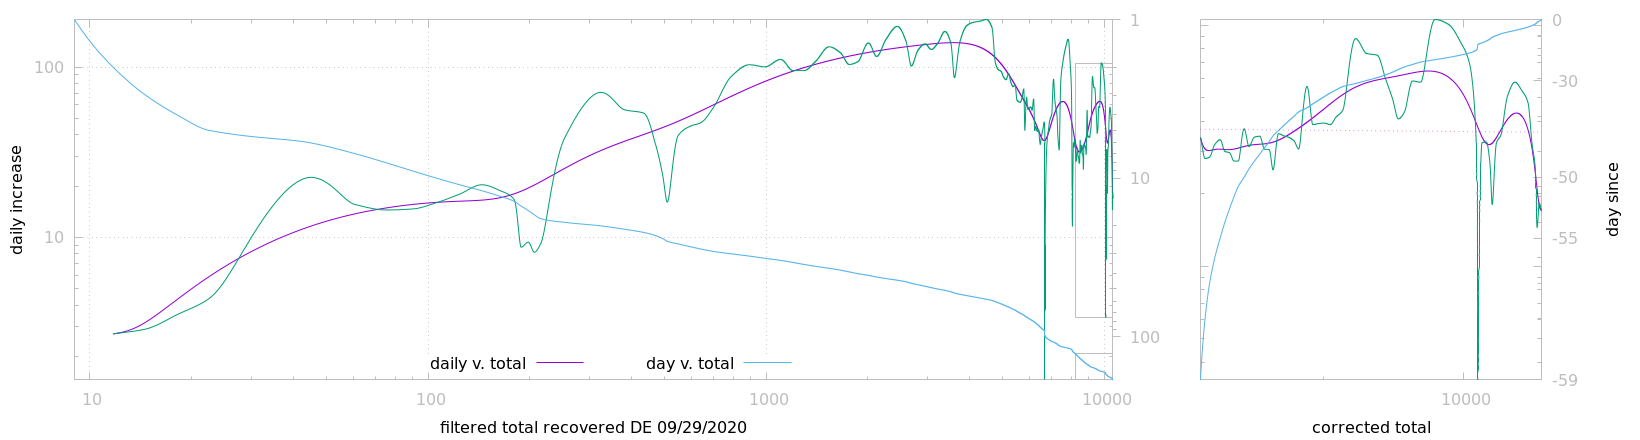 100
10
daily increase
10
100
1000
10000
1
10
100
daily v. total
day v. total
filtered total recovered DE 09/29/2020
0
-30
-50
-55
-59
day since
10000
corrected total